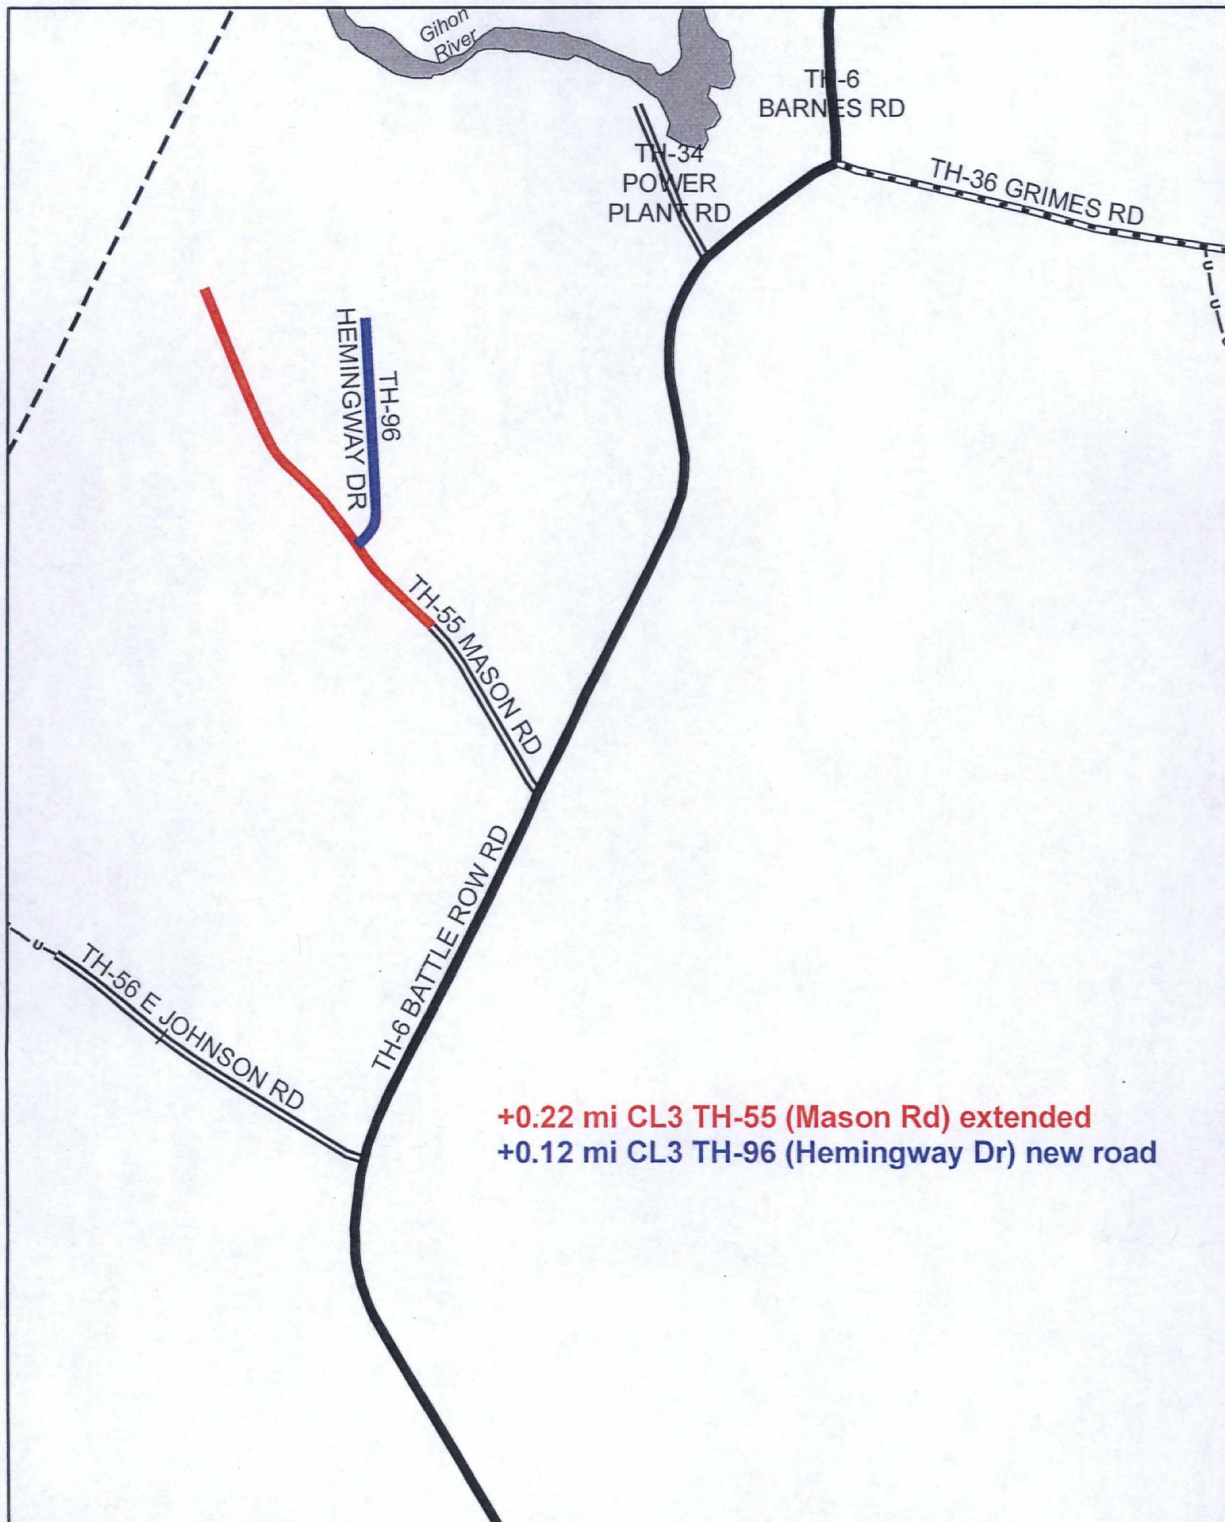 Gihon
River
TH-6
BARNES RD
TH-34
POWER
PLANT RD
TH-36 GRIMES RD
U
U
U
TH-96
HEMINGWAY DR
TH-55 MASON RD
TH-6 BATTLE ROW RD
U
TH-56 E JOHNSON RD
+0.22 mi CL3 TH-55 (Mason Rd) extended
+0.12 mi CL3 TH-96 (Hemingway Dr) new road